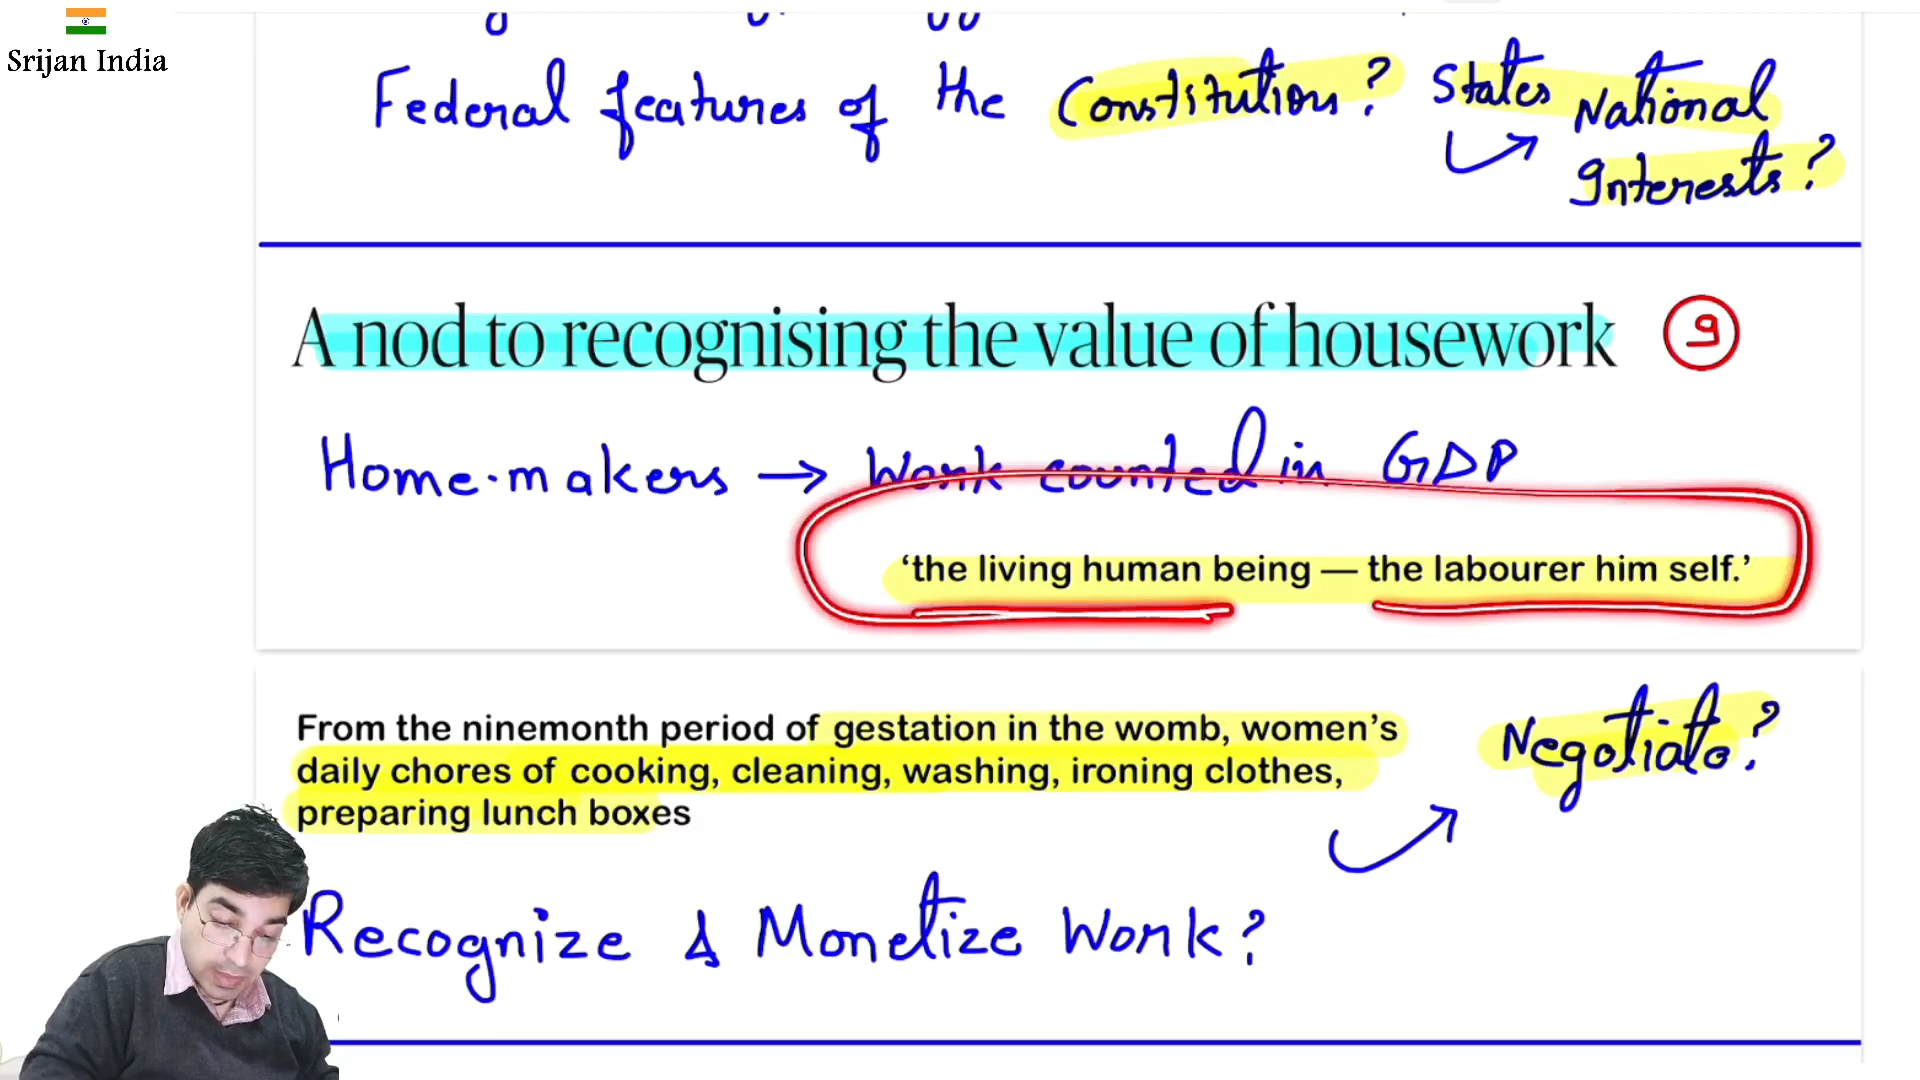 Srijan India
Federal features of the Constitution? States National
Interests?
A nod to recognising the value of housework 9
Home-makers → Work counted in GDP
‘the living human being — the labourer him self.’
From the ninemonth period of gestation in the womb, women’s
daily chores of cooking, cleaning, washing, ironing clothes,
preparing lunch boxes
Negotiate?
Recognize & Monetize Work?